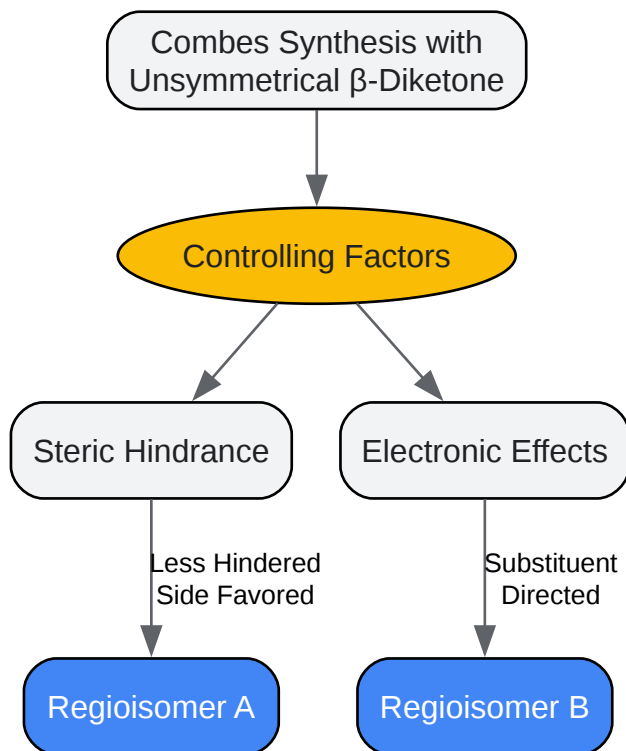 Combes Synthesis with
Unsymmetrical β-Diketone
Controlling Factors
Steric Hindrance
Electronic Effects
Less Hindered
Side Favored
Substituent
Directed
Regioisomer A
Regioisomer B